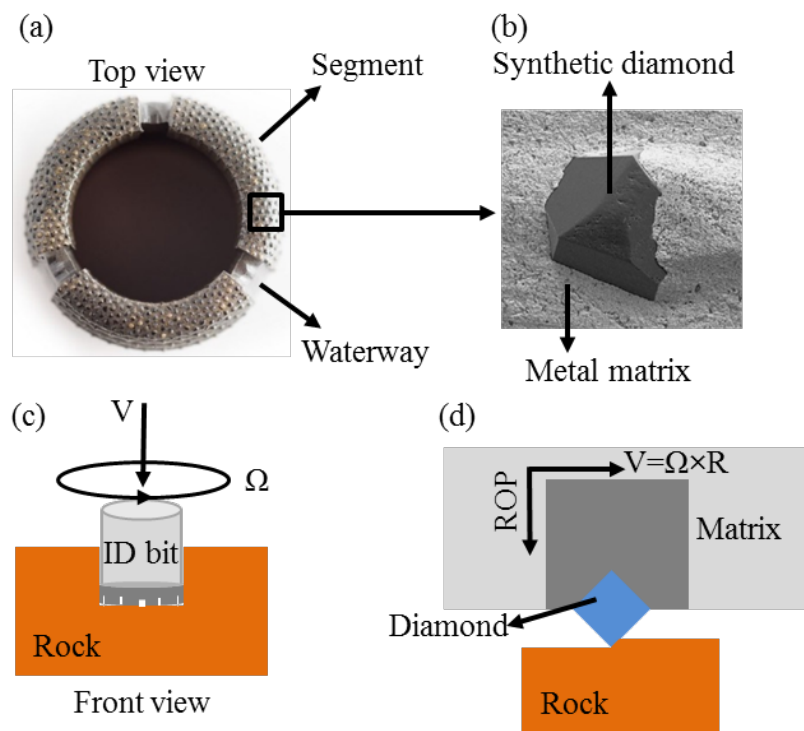 (a)
Top view
Segment
Waterway
(b)
Synthetic diamond
Metal matrix
(c)
V
Ω
ID bit
Rock
Front view
(d)
V=Ω×R
ROP
Matrix
Diamond
Rock